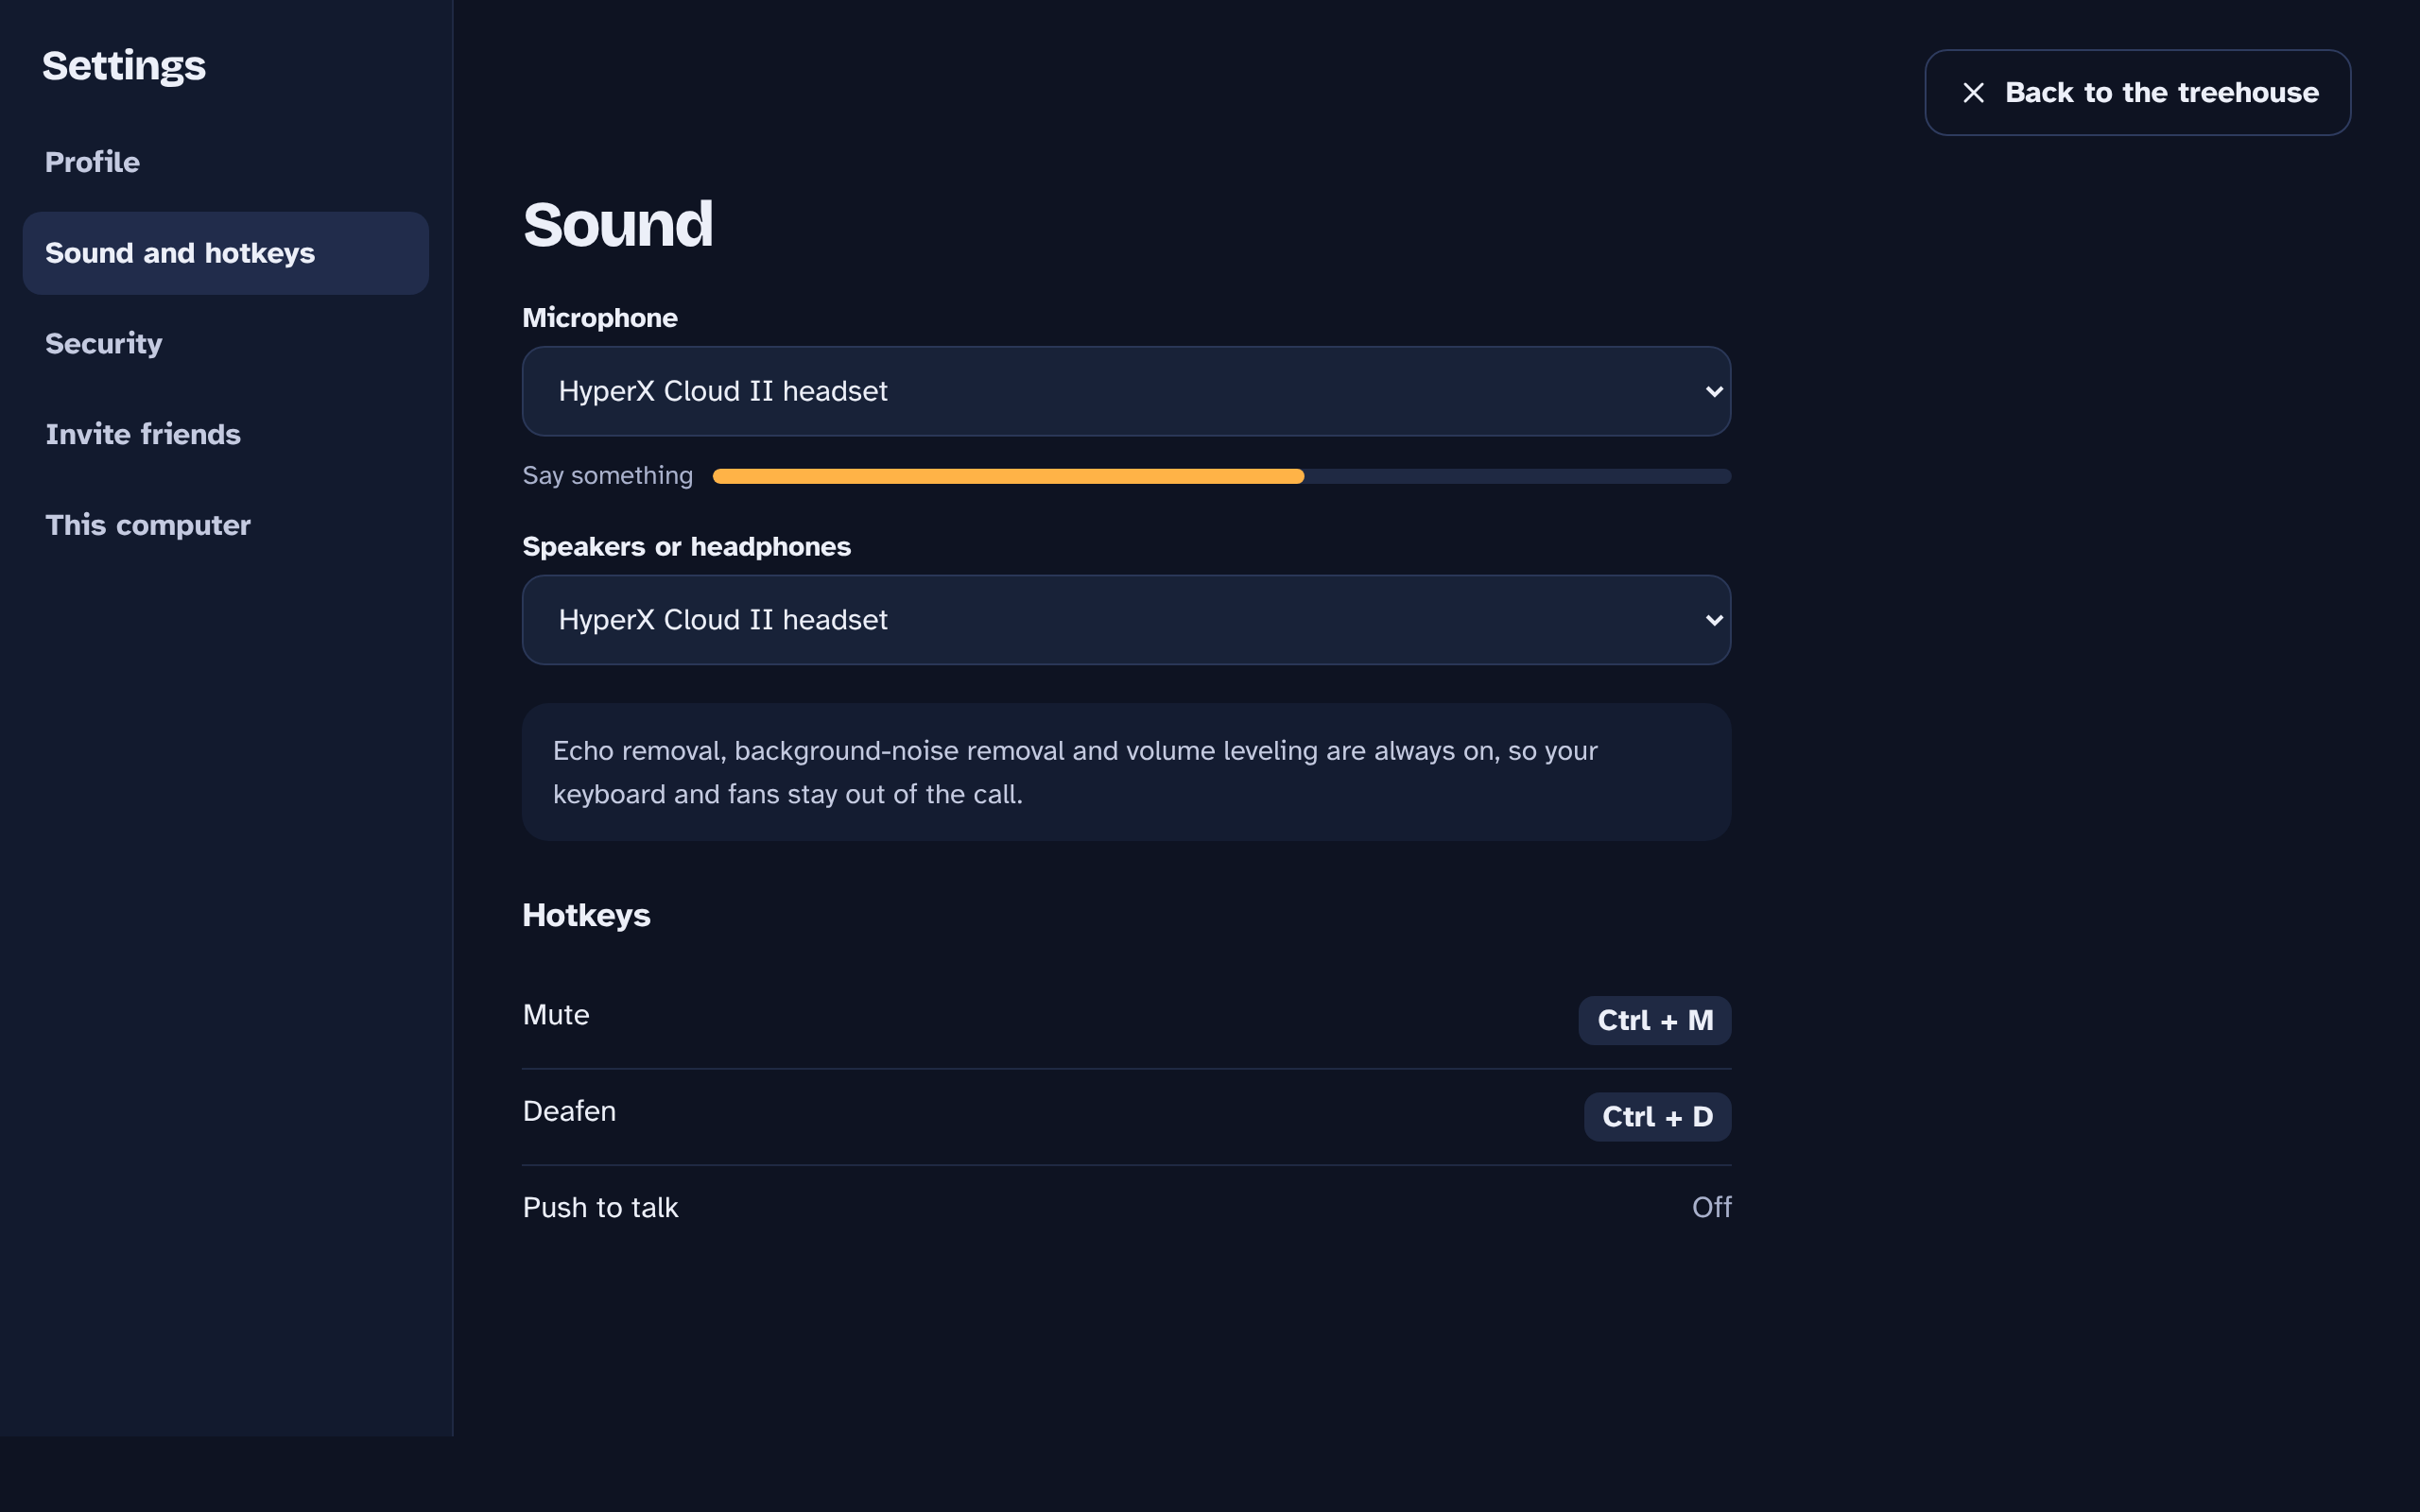 Settings
Profile
Sound and hotkeys
Security
Invite friends
This computer
Back to the treehouse
Sound
Microphone
HyperX Cloud II headset
Say something
Speakers or headphones
HyperX Cloud II headset
Echo removal, background-noise removal and volume leveling are always on, so your
keyboard and fans stay out of the call.
Hotkeys
Mute
Ctrl + M
Deafen
Ctrl + D
Push to talk
Off